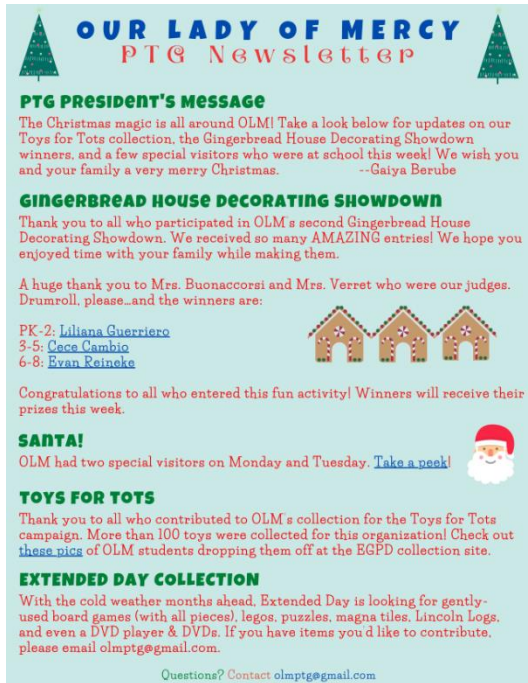 OUR LADY OF MERCY
PTG Newsletter
PTG PRESIDENT'S MESSAGE
The Christmas magic is all around OLM! Take a look below for updates on our
Toys for Tots collection, the Gingerbread House Decorating Showdown
winners, and a few special visitors who were at school this week! We wish you
and your family a very merry Christmas. --Gaiya Berube
GINGERBREAD HOUSE DECORATING SHOWDOWN
Thank you to all who participated in OLM's second Gingerbread House
Decorating Showdown. We received so many AMAZING entries! We hope you
enjoyed time with your family while making them.
A huge thank you to Mrs. Buonaccorsi and Mrs. Verret who were our judges.
Drumroll, please...and the winners are:
PK-2: Liliana Guerriero
3-5: Cece Cambio
6-8: Evan Reineke
Congratulations to all who entered this fun activity! Winners will receive their
prizes this week.
SANTA!
OLM had two special visitors on Monday and Tuesday. Take a peek!
TOYS FOR TOTS
Thank you to all who contributed to OLM's collection for the Toys for Tots
campaign. More than 100 toys were collected for this organization! Check out
these pics of OLM students dropping them off at the EGPD collection site.
EXTENDED DAY COLLECTION
With the cold weather months ahead, Extended Day is looking for gently-
used board games (with all pieces), legos, puzzles, magna tiles, Lincoln Logs,
and even a DVD player & DVDs. If you have items you'd like to contribute,
please email olmptg@gmail.com.
Questions? Contact olmptg@gmail.com